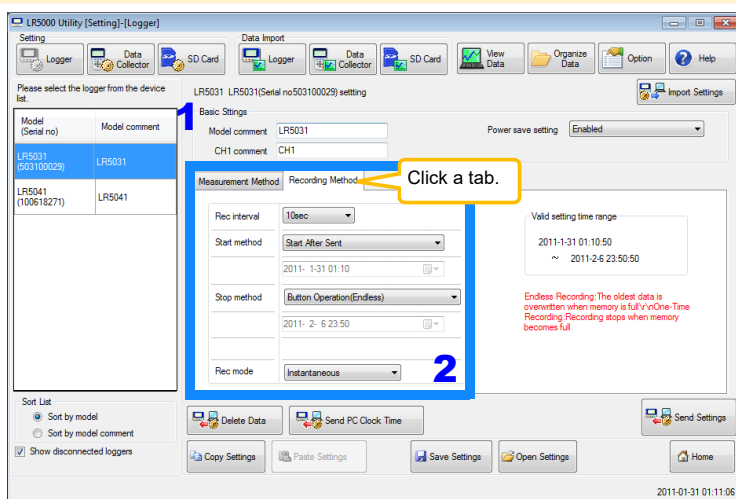 LR5000 Utility [Setting]-[Logger]
Setting
Data Import
Logger
Data Collector
SD Card
Logger
Data Collector
SD Card
View Data
Organize Data
Option
Help
Please select the logger from the device
list.
LR5031 LR5031(Serial no503100029) settting
Import Settings
Model
(Serial no)
Model comment
1
Basic Sttings
Model comment
LR5031
Power save setting
Enabled
CH1 comment
CH1
LR5031
(503100029)
LR5031
LR5041
(100618271)
LR5041
Measurement Method
Recording Method
Click a tab.
Rec interval
10sec
Start method
Start After Sent
2011- 1-31 01:10
Stop method
Button Operation(Endless)
2011- 2- 6 23:50
Rec mode
Instantaneous
2
Valid setting time range
2011-1-31 01:10:50
~ 2011-2-6 23:50:50
Endless Recording:The oldest data is
overwritten when memory is full\r\nOne-Time
Recording:Recording stops when memory
becomes full
Sort List
Sort by model
Sort by model comment
Show disconnected loggers
Delete Data
Send PC Clock Time
Send Settings
Copy Settings
Paste Settings
Save Settings
Open Settings
Home
2011-01-31 01:11:06